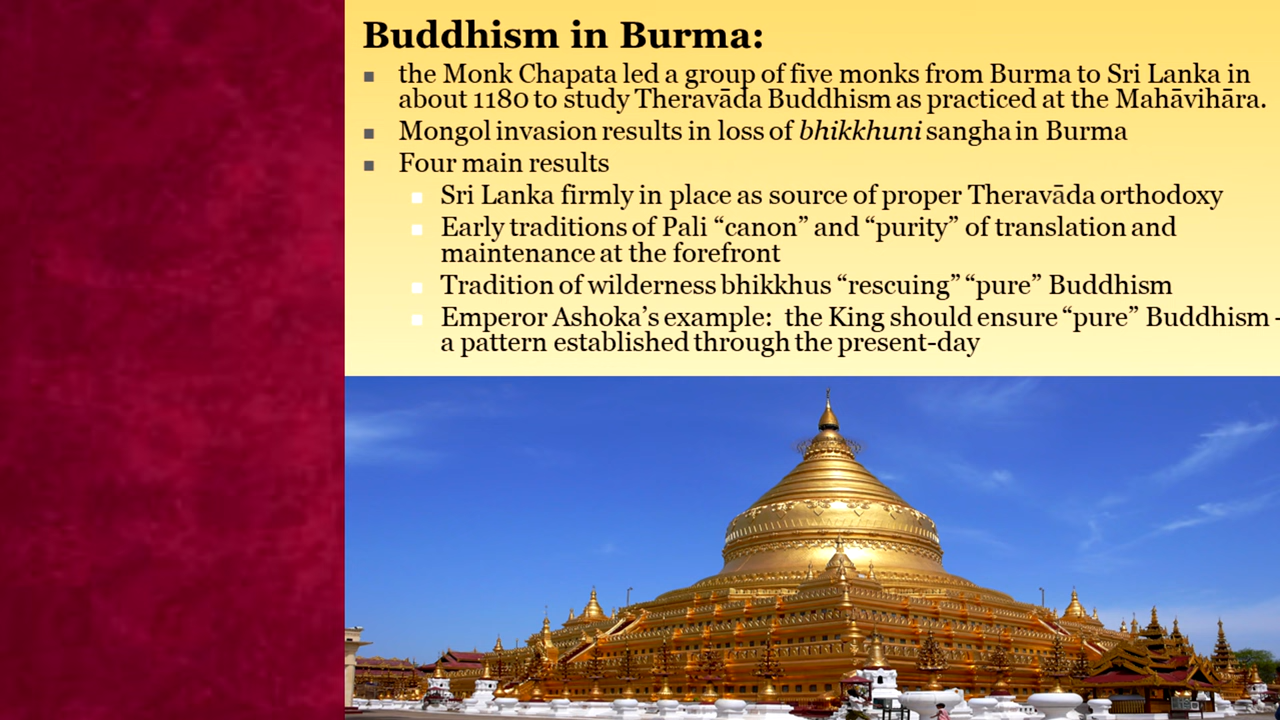 Buddhism in Burma:
the Monk Chapata led a group of five monks from Burma to Sri Lanka in
about 1180 to study Theravāda Buddhism as practiced at the Mahāvihāra.
Mongol invasion results in loss of bhikkhuni sangha in Burma
Four main results
Sri Lanka firmly in place as source of proper Theravāda orthodoxy
Early traditions of Pali “canon” and “purity” of translation and
maintenance at the forefront
Tradition of wilderness bhikkhus “rescuing” “pure” Buddhism
Emperor Ashoka’s example:  the King should ensure “pure” Buddhism -
a pattern established through the present-day